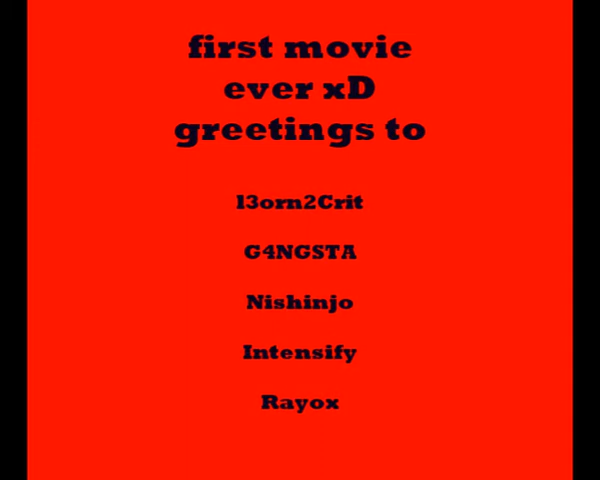 first movie
ever xD
greetings to
l3orn2Crit
G4NGSTA
Nishinjo
Intensify
Rayox